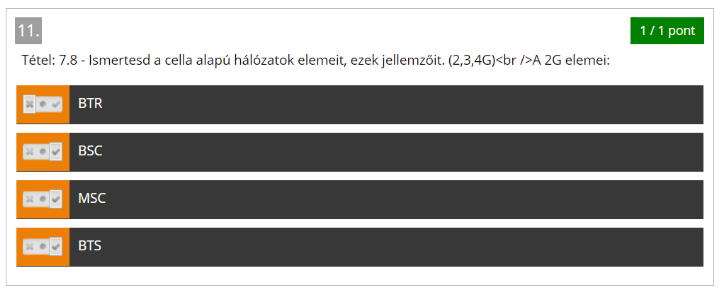 11.
1 / 1 pont
Tétel: 7.8 - Ismertesd a cella alapú hálózatok elemeit, ezek jellemzőit. (2,3,4G)<br />A 2G elemei:
BTR
BSC
MSC
BTS